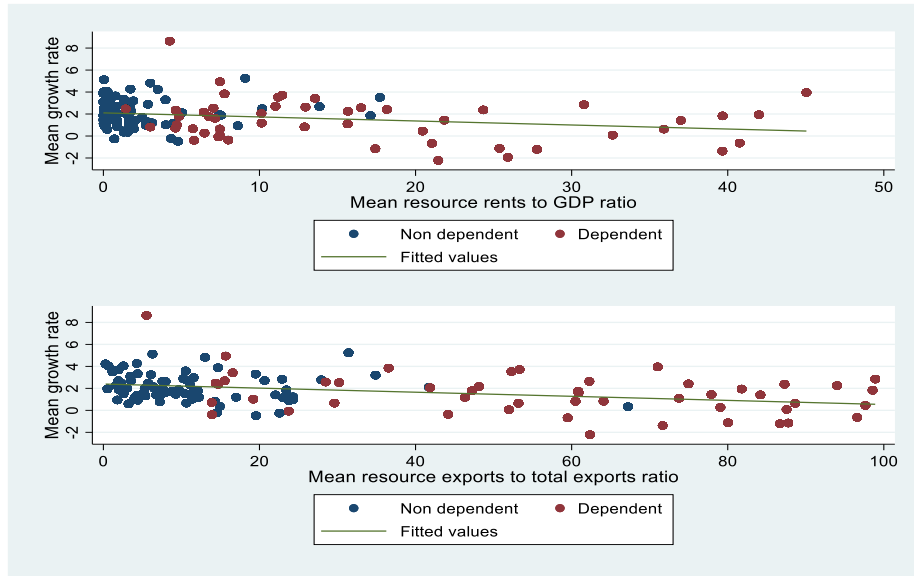 Mean growth rate
8
6
4
2
0
-2
0 10 20 30 40 50
Mean resource rents to GDP ratio
Non dependent Dependent
Fitted values
Mean growth rate
8
6
4
2
0
-2
0 20 40 60 80 100
Mean resource exports to total exports ratio
Non dependent Dependent
Fitted values